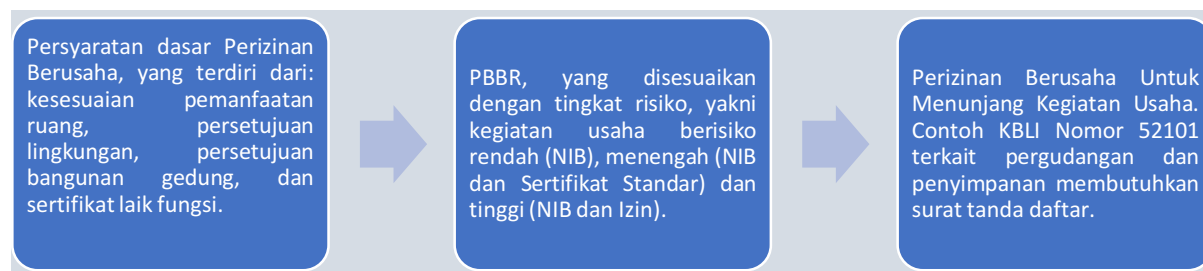 Persyaratan dasar Perizinan
Berusaha, yang terdiri dari:
kesesuaian pemanfaatan
ruang, persetujuan
lingkungan, persetujuan
bangunan gedung, dan
sertifikat laik fungsi.
PBBR, yang disesuaikan
dengan tingkat risiko, yakni
kegiatan usaha berisiko
rendah (NIB), menengah (NIB
dan Sertifikat Standar) dan
tinggi (NIB dan Izin).
Perizinan Berusaha Untuk
Menunjang Kegiatan Usaha.
Contoh KBLI Nomor 52101
terkait pergudangan dan
penyimpanan membutuhkan
surat tanda daftar.